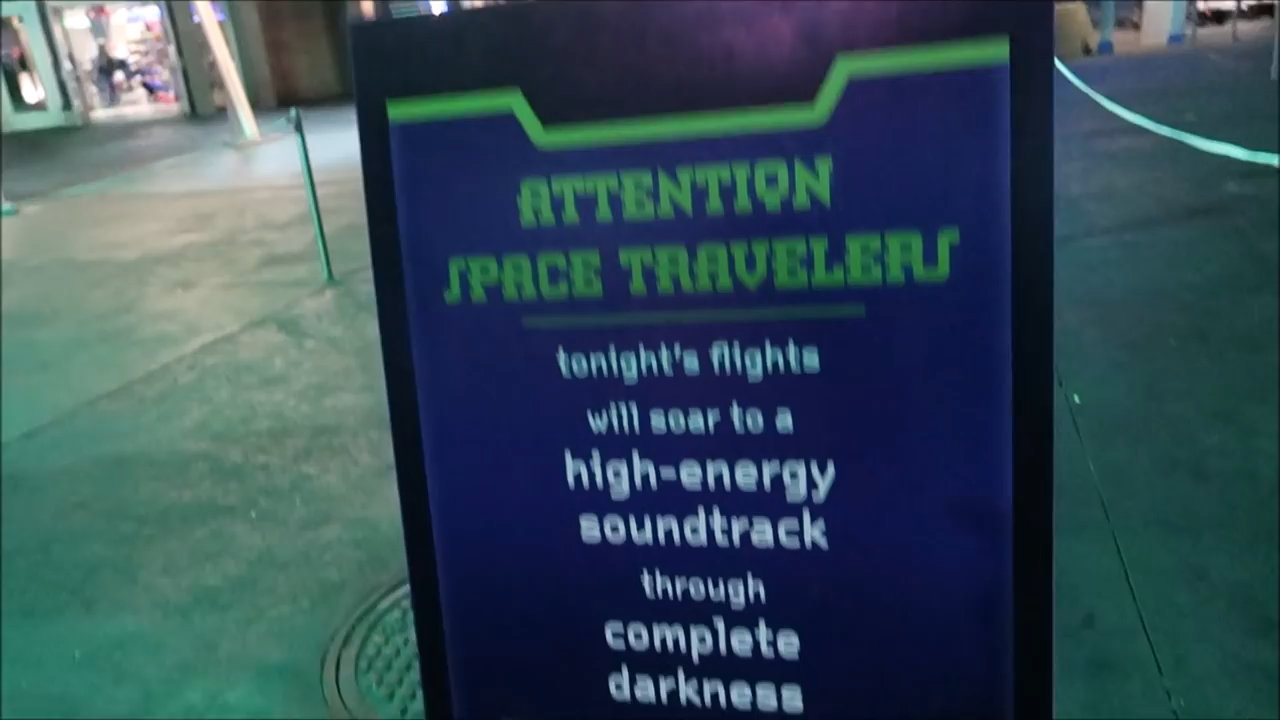 ATTENTION
SPACE TRAVELERS
tonight's flights
will soar to a
high-energy
soundtrack
through
complete
darkness